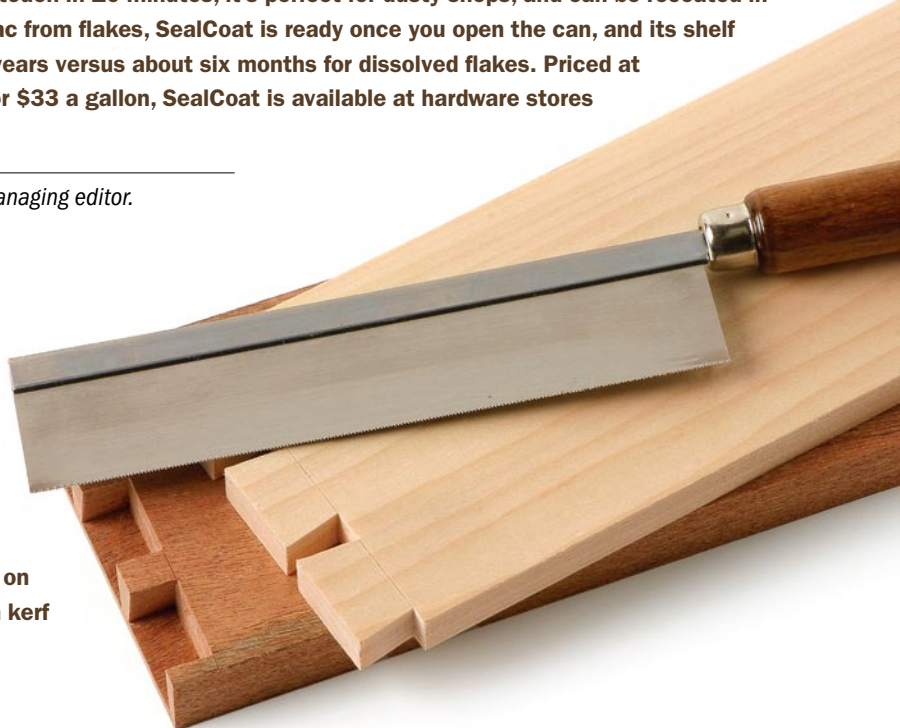 touch in 20 minutes, it's perfect for dusty shops, and can be recoated in
ac from flakes, SealCoat is ready once you open the can, and its shelf
years versus about six months for dissolved flakes. Priced at
or $33 a gallon, SealCoat is available at hardware stores
anaging editor.
on
kerf